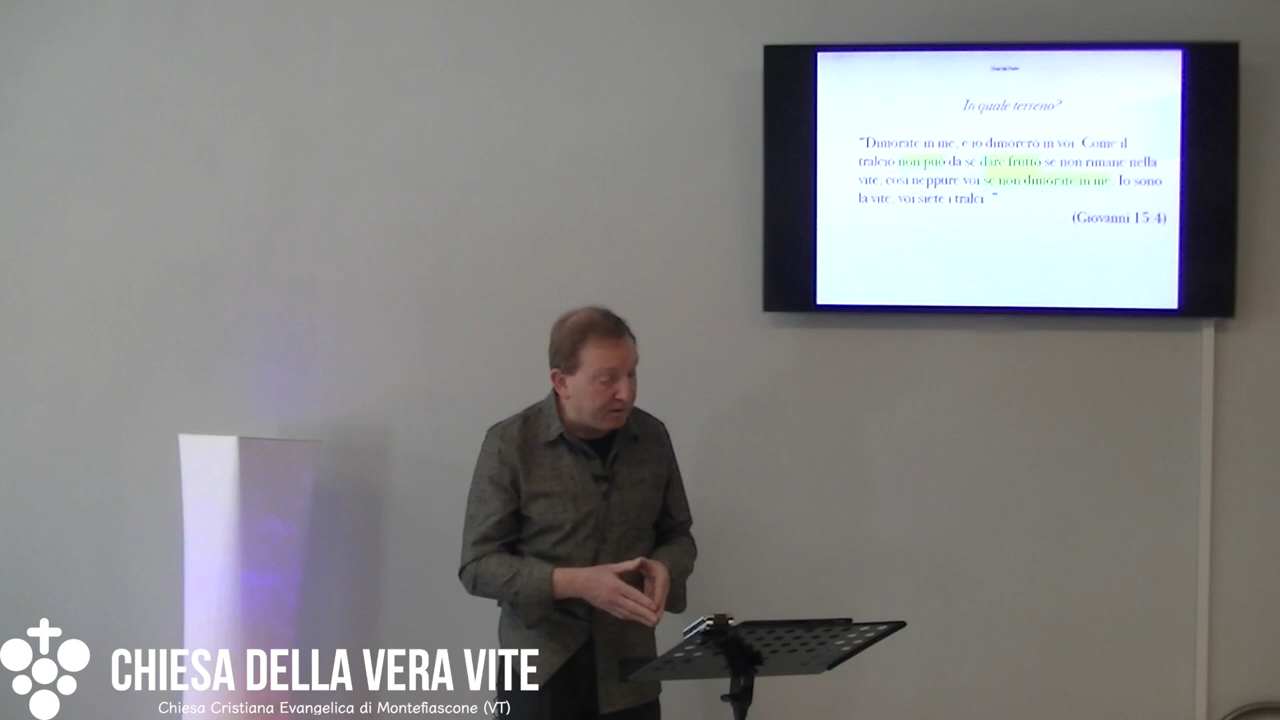 In quale terreno?
"Dimorate in me, e io dimorerò in voi. Come il
tralcio non può da sé dare frutto se non rimane nella
vite, così neppure voi se non dimorate in me. Io sono
la vite, voi siete i tralci."
(Giovanni 15:4)
CHIESA DELLA VERA VITE
Chiesa Cristiana Evangelica di Montefiascone (VT)